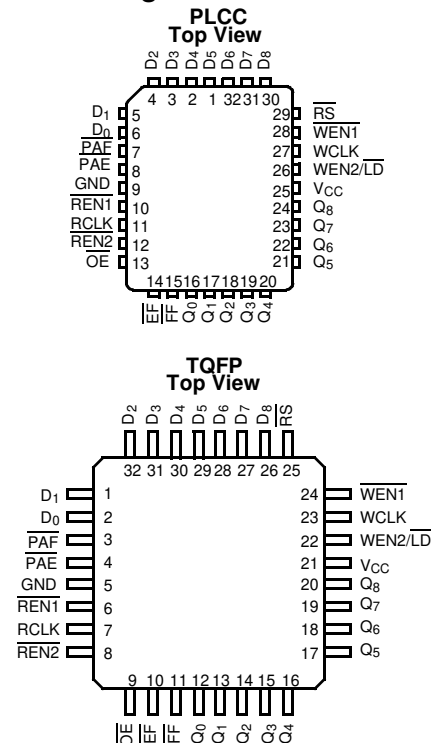 PLCC
Top View
D2 D3 D4 D5 D6 D7 D8
4 3 2 1 32 31 30
D1 5 29 RS
D0 6 28 WEN1
PAF 7 27 WCLK
PAE 8 26 WEN2/LD
GND 9 25 VCC
REN1 10 24 Q8
RCLK 11 23 Q7
REN2 12 22 Q6
OE 13 21 Q5
14 15 16 17 18 19 20
EF FF Q0 Q1 Q2 Q3 Q4
TQFP
Top View
D2 D3 D4 D5 D6 D7 D8 RS
32 31 30 29 28 27 26 25
D1 1 24 WEN1
D0 2 23 WCLK
PAF 3 22 WEN2/LD
PAE 4 21 VCC
GND 5 20 Q8
REN1 6 19 Q7
RCLK 7 18 Q6
REN2 8 17 Q5
9 10 11 12 13 14 15 16
OE EF FF Q0 Q1 Q2 Q3 Q4